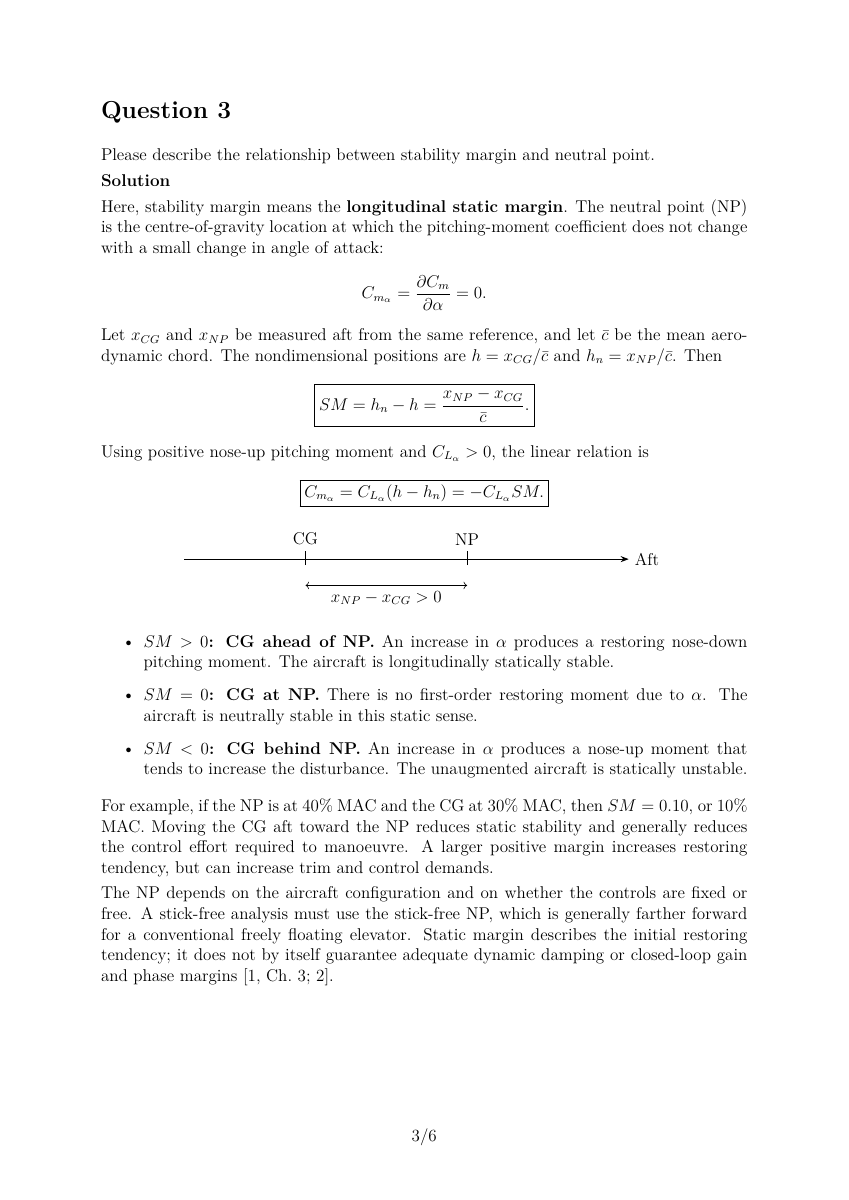 Question 3
Please describe the relationship between stability margin and neutral point.
Solution
Here, stability margin means the longitudinal static margin. The neutral point (NP)
is the centre-of-gravity location at which the pitching-moment coefficient does not change
with a small change in angle of attack:
C_{m_α} = ∂C_m/∂α = 0.
Let x_{CG} and x_{NP} be measured aft from the same reference, and let c̄ be the mean aero-
dynamic chord. The nondimensional positions are h = x_{CG}/c̄ and h_n = x_{NP}/c̄. Then
SM = h_n − h = (x_{NP} − x_{CG})/c̄.
Using positive nose-up pitching moment and C_{L_α} > 0, the linear relation is
C_{m_α} = C_{L_α}(h − h_n) = −C_{L_α}SM.
CG NP
Aft
x_{NP} − x_{CG} > 0
• SM > 0: CG ahead of NP. An increase in α produces a restoring nose-down
pitching moment. The aircraft is longitudinally statically stable.
• SM = 0: CG at NP. There is no first-order restoring moment due to α. The
aircraft is neutrally stable in this static sense.
• SM < 0: CG behind NP. An increase in α produces a nose-up moment that
tends to increase the disturbance. The unaugmented aircraft is statically unstable.
For example, if the NP is at 40% MAC and the CG at 30% MAC, then SM = 0.10, or 10%
MAC. Moving the CG aft toward the NP reduces static stability and generally reduces
the control effort required to manoeuvre. A larger positive margin increases restoring
tendency, but can increase trim and control demands.
The NP depends on the aircraft configuration and on whether the controls are fixed or
free. A stick-free analysis must use the stick-free NP, which is generally farther forward
for a conventional freely floating elevator. Static margin describes the initial restoring
tendency; it does not by itself guarantee adequate dynamic damping or closed-loop gain
and phase margins [1, Ch. 3; 2].
3/6